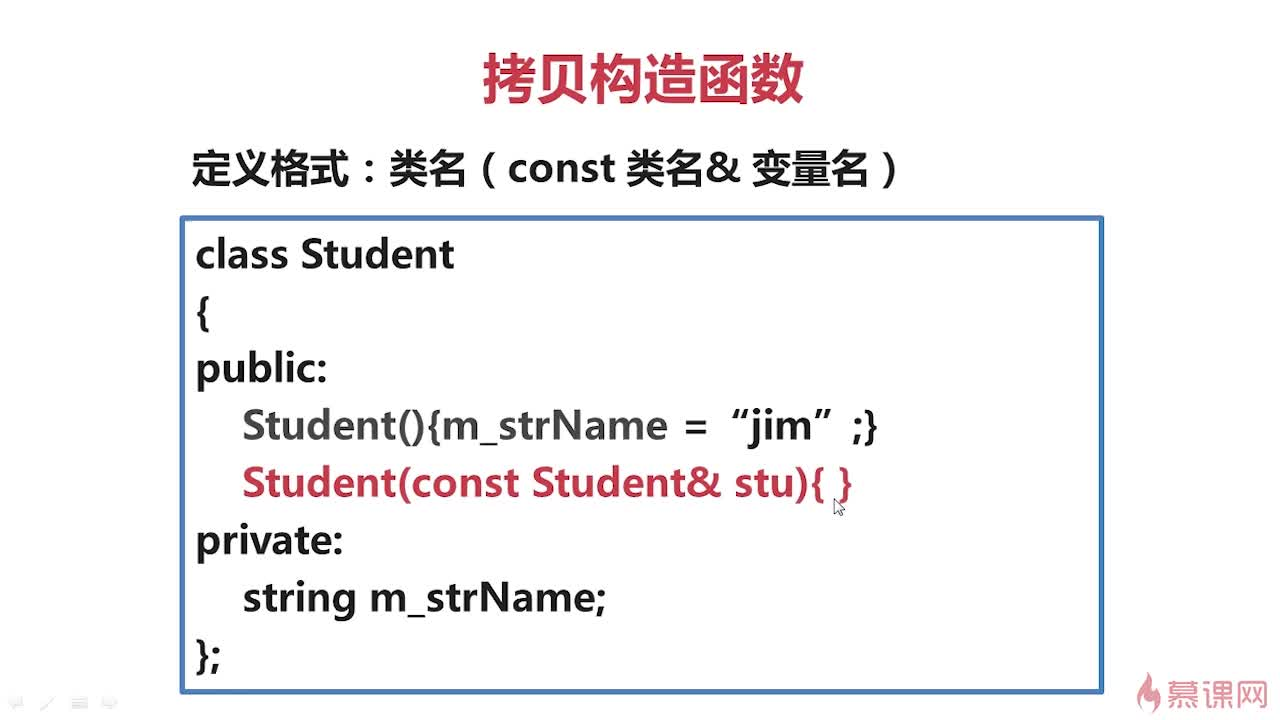 拷贝构造函数
定义格式：类名（const 类名& 变量名）
class Student
{
public:
Student(){m_strName = “jim”;}
Student(const Student& stu){ }
private:
string m_strName;
};
慕课网